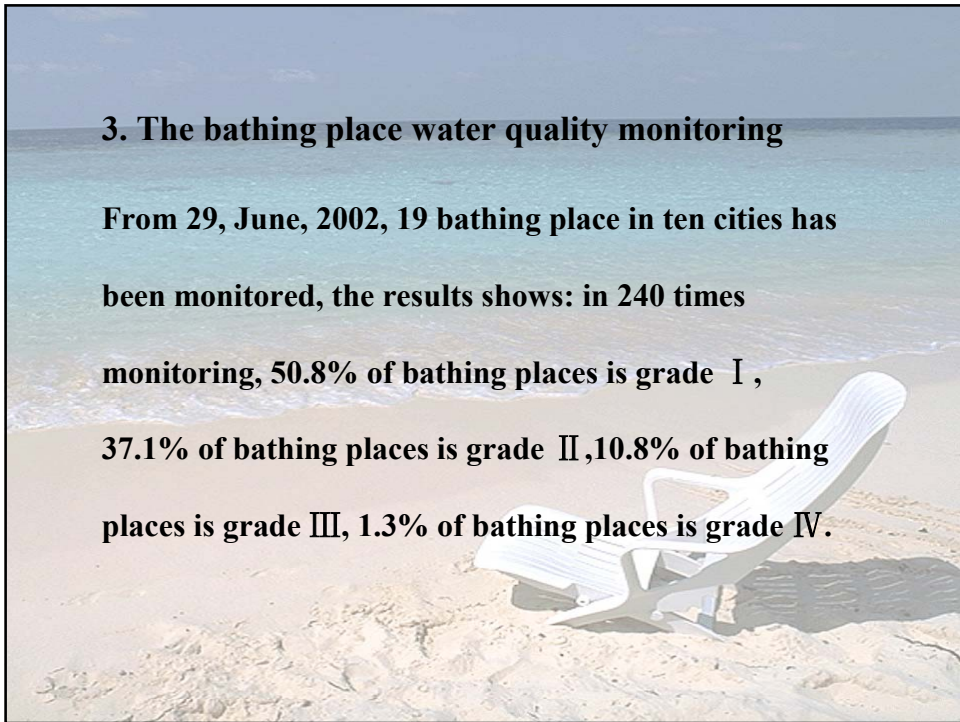 3. The bathing place water quality monitoring
From 29, June, 2002, 19 bathing place in ten cities has
been monitored, the results shows: in 240 times
monitoring, 50.8% of bathing places is grade Ⅰ,
37.1% of bathing places is grade Ⅱ,10.8% of bathing
places is grade Ⅲ, 1.3% of bathing places is grade Ⅳ.